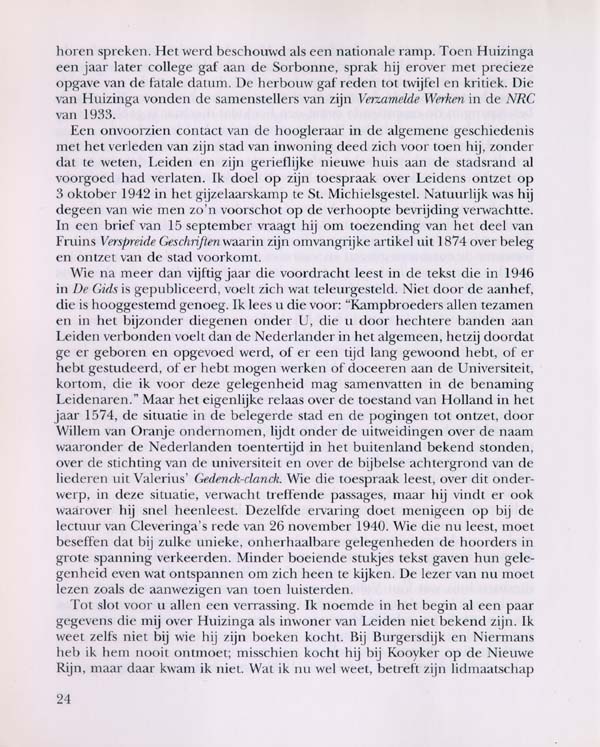 horen spreken. Het werd beschouwd als een nationale ramp. Toen Huizinga
een jaar later college gaf aan de Sorbonne, sprak hij erover met precieze
opgave van de fatale datum. De herbouw gaf reden tot twijfel en kritiek. Die
van Huizinga vonden de samenstellers van zijn Verzamelde Werken in de NRC
van 1933.
Een onvoorzien contact van de hoogleraar in de algemene geschiedenis
met het verleden van zijn stad van inwoning deed zich voor toen hij, zonder
dat te weten, Leiden en zijn gerieflijke nieuwe huis aan de stadsrand al
voorgoed had verlaten. Ik doel op zijn toespraak over Leidens ontzet op
3 oktober 1942 in het gijzelaarskamp te St. Michielsgestel. Natuurlijk was hij
degeen van wie men zo'n voorschot op de verhoopte bevrijding verwachtte.
In een brief van 15 september vraagt hij om toezending van het deel van
Fruins Verspreide Geschriften waarin zijn omvangrijke artikel uit 1874 over beleg
en ontzet van de stad voorkomt.
Wie na meer dan vijftig jaar die voordracht leest in de tekst die in 1946
in De Gids is gepubliceerd, voelt zich wat teleurgesteld. Niet door de aanhef,
die is hooggestemd genoeg. Ik lees u die voor: “Kampbroeders allen tezamen
en in het bijzonder diegenen onder U, die u door hechtere banden aan
Leiden verbonden voelt dan de Nederlander in het algemeen, hetzij doordat
ge er geboren en opgevoed werd, of er een tijd lang gewoond hebt, of er
hebt gestudeerd, of er hebt mogen werken of doceeren aan de Universiteit,
kortom, die ik voor deze gelegenheid mag samenvatten in de benaming
Leidenaren.” Maar het eigenlijke relaas over de toestand van Holland in het
jaar 1574, de situatie in de belegerde stad en de pogingen tot ontzet, door
Willem van Oranje ondernomen, lijdt onder de uitweidingen over de naam
waaronder de Nederlanden toentertijd in het buitenland bekend stonden,
over de stichting van de universiteit en over de bijbelse achtergrond van de
liederen uit Valerius' Gedenck-clanck. Wie die toespraak leest, over dit onder-
werp, in deze situatie, verwacht treffende passages, maar hij vindt er ook
waarover hij snel heenleest. Dezelfde ervaring doet menigeen op bij de
lectuur van Cleveringa's rede van 26 november 1940. Wie die nu leest, moet
beseffen dat bij zulke unieke, onherhaalbare gelegenheden de hoorders in
grote spanning verkeerden. Minder boeiende stukjes tekst gaven hun gele-
genheid even wat ontspannen om zich heen te kijken. De lezer van nu moet
lezen zoals de aanwezigen van toen luisterden.
Tot slot voor u allen een verrassing. Ik noemde in het begin al een paar
gegevens die mij over Huizinga als inwoner van Leiden niet bekend zijn. Ik
weet zelfs niet bij wie hij zijn boeken kocht. Bij Burgersdijk en Niermans
heb ik hem nooit ontmoet; misschien kocht hij bij Kooyker op de Nieuwe
Rijn, maar daar kwam ik niet. Wat ik nu wel weet, betreft zijn lidmaatschap
24